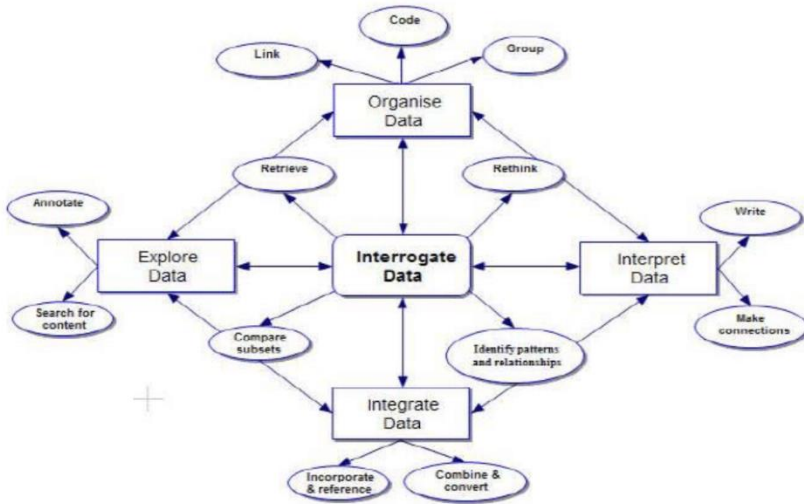 Code
Link
Group
Organise
Data
Retrieve
Rethink
Annotate
Write
Explore
Data
Interrogate
Data
Interpret
Data
Search for
content
Make
connections
Compare
subsets
Identify patterns
and relationships
Integrate
Data
Incorporate
& reference
Combine &
convert